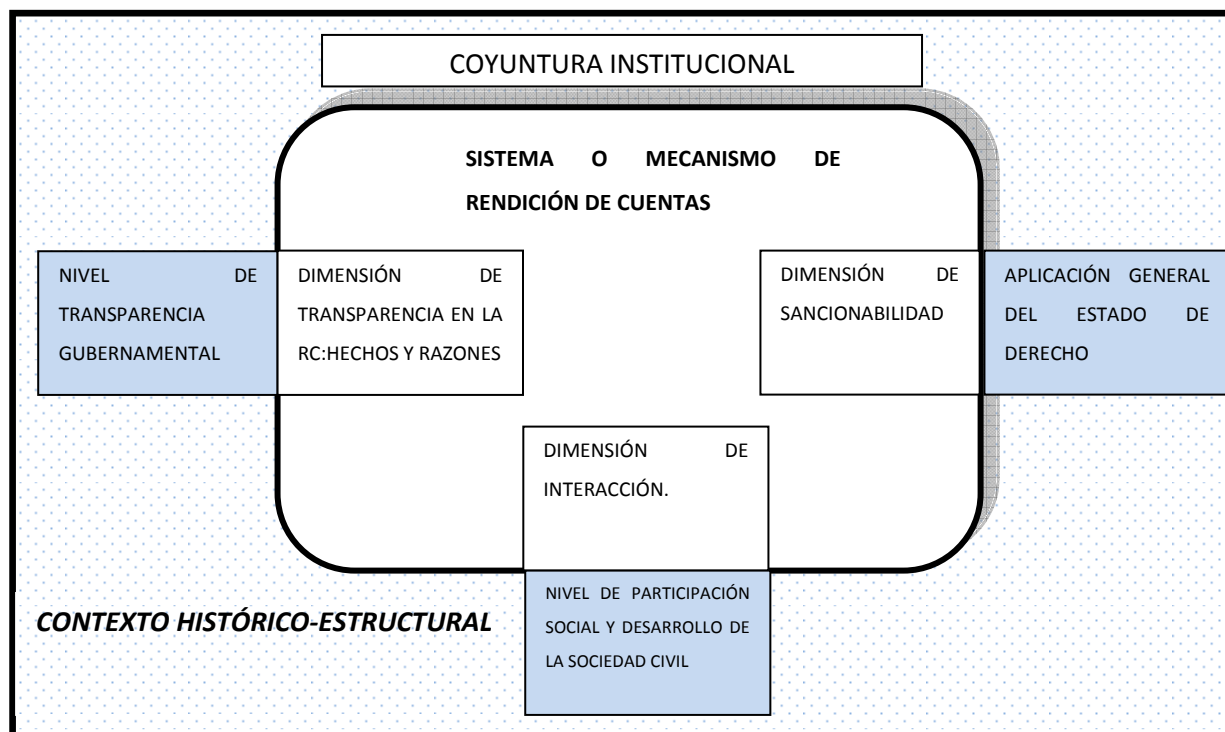 COYUNTURA INSTITUCIONAL
SISTEMA O MECANISMO DE
RENDICIÓN DE CUENTAS
NIVEL DE
TRANSPARENCIA
GUBERNAMENTAL
DIMENSIÓN DE
TRANSPARENCIA EN LA
RC:HECHOS Y RAZONES
DIMENSIÓN DE
SANCIONABILIDAD
APLICACIÓN GENERAL
DEL ESTADO DE
DERECHO
DIMENSIÓN DE
INTERACCIÓN.
NIVEL DE PARTICIPACIÓN
SOCIAL Y DESARROLLO DE
LA SOCIEDAD CIVIL
CONTEXTO HISTÓRICO-ESTRUCTURAL